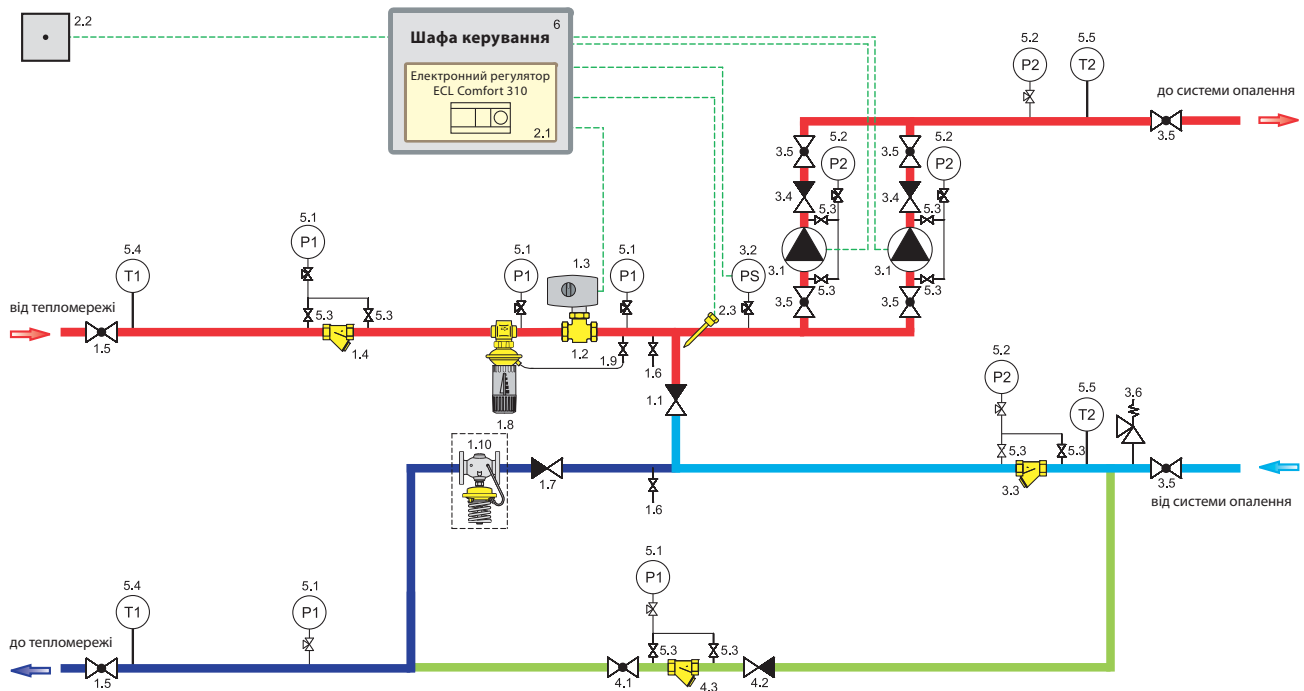 2.2
6
Шафа керування
Електронний регулятор
ECL Comfort 310
2.1
5.2
P2
5.5
T2
до системи опалення
3.5
3.5
5.2
P2
3.5
5.2
P2
3.4
5.3
3.4
5.3
3.1
5.3
3.1
5.3
3.5
3.5
5.4
T1
5.1
P1
5.1
P1
1.3
5.1
P1
3.2
PS
2.3
від тепломережі
5.3
5.3
1.5
1.4
1.2
1.9
1.6
1.8
1.1
5.2
P2
5.5
T2
3.6
1.10
5.3
5.3
1.7
1.6
3.3
3.5
від системи опалення
5.4
T1
5.1
P1
5.1
P1
до тепломережі
5.3
5.3
1.5
4.1
4.3
4.2